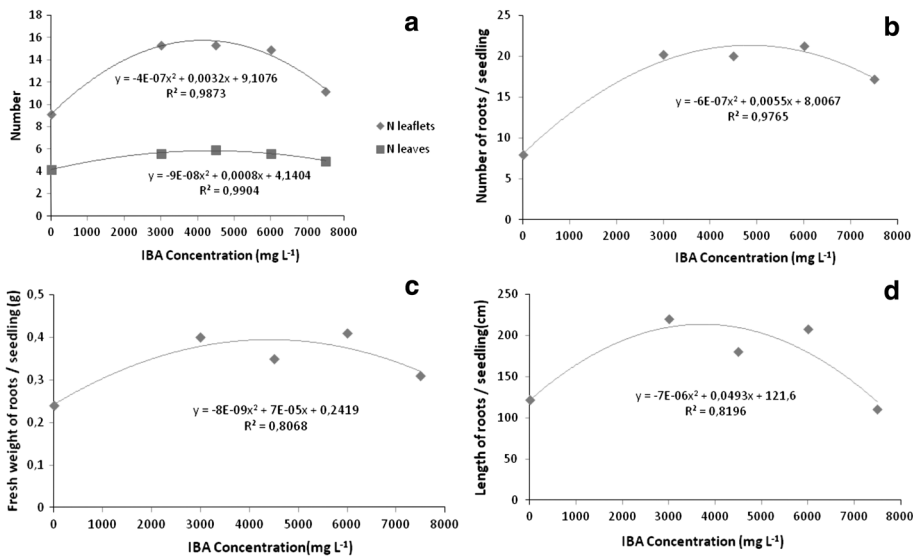 a
Number
18
16
14
12
10
8
6
4
2
0
y = -4E-07x² + 0,0032x + 9,1076
R² = 0,9873
y = -9E-08x² + 0,0008x + 4,1404
R² = 0,9904
N leaflets
N leaves
0 1000 2000 3000 4000 5000 6000 7000 8000
IBA Concentration (mg L⁻¹)
b
Number of roots / seedling
25
20
15
10
5
0
y = -6E-07x² + 0,0055x + 8,0067
R² = 0,9765
0 1000 2000 3000 4000 5000 6000 7000 8000
IBA Concentration (mg L⁻¹)
c
Fresh weight of roots / seedling(g)
0,5
0,4
0,3
0,2
0,1
0
y = -8E-09x² + 7E-05x + 0,2419
R² = 0,8068
0 1000 2000 3000 4000 5000 6000 7000 8000
IBA Concentration(mg L⁻¹)
d
Length of roots / seedling(cm)
250
200
150
100
50
0
y = -7E-06x² + 0,0493x + 121,6
R² = 0,8196
0 1000 2000 3000 4000 5000 6000 7000 8000
IBA Concentration (mg L⁻¹)